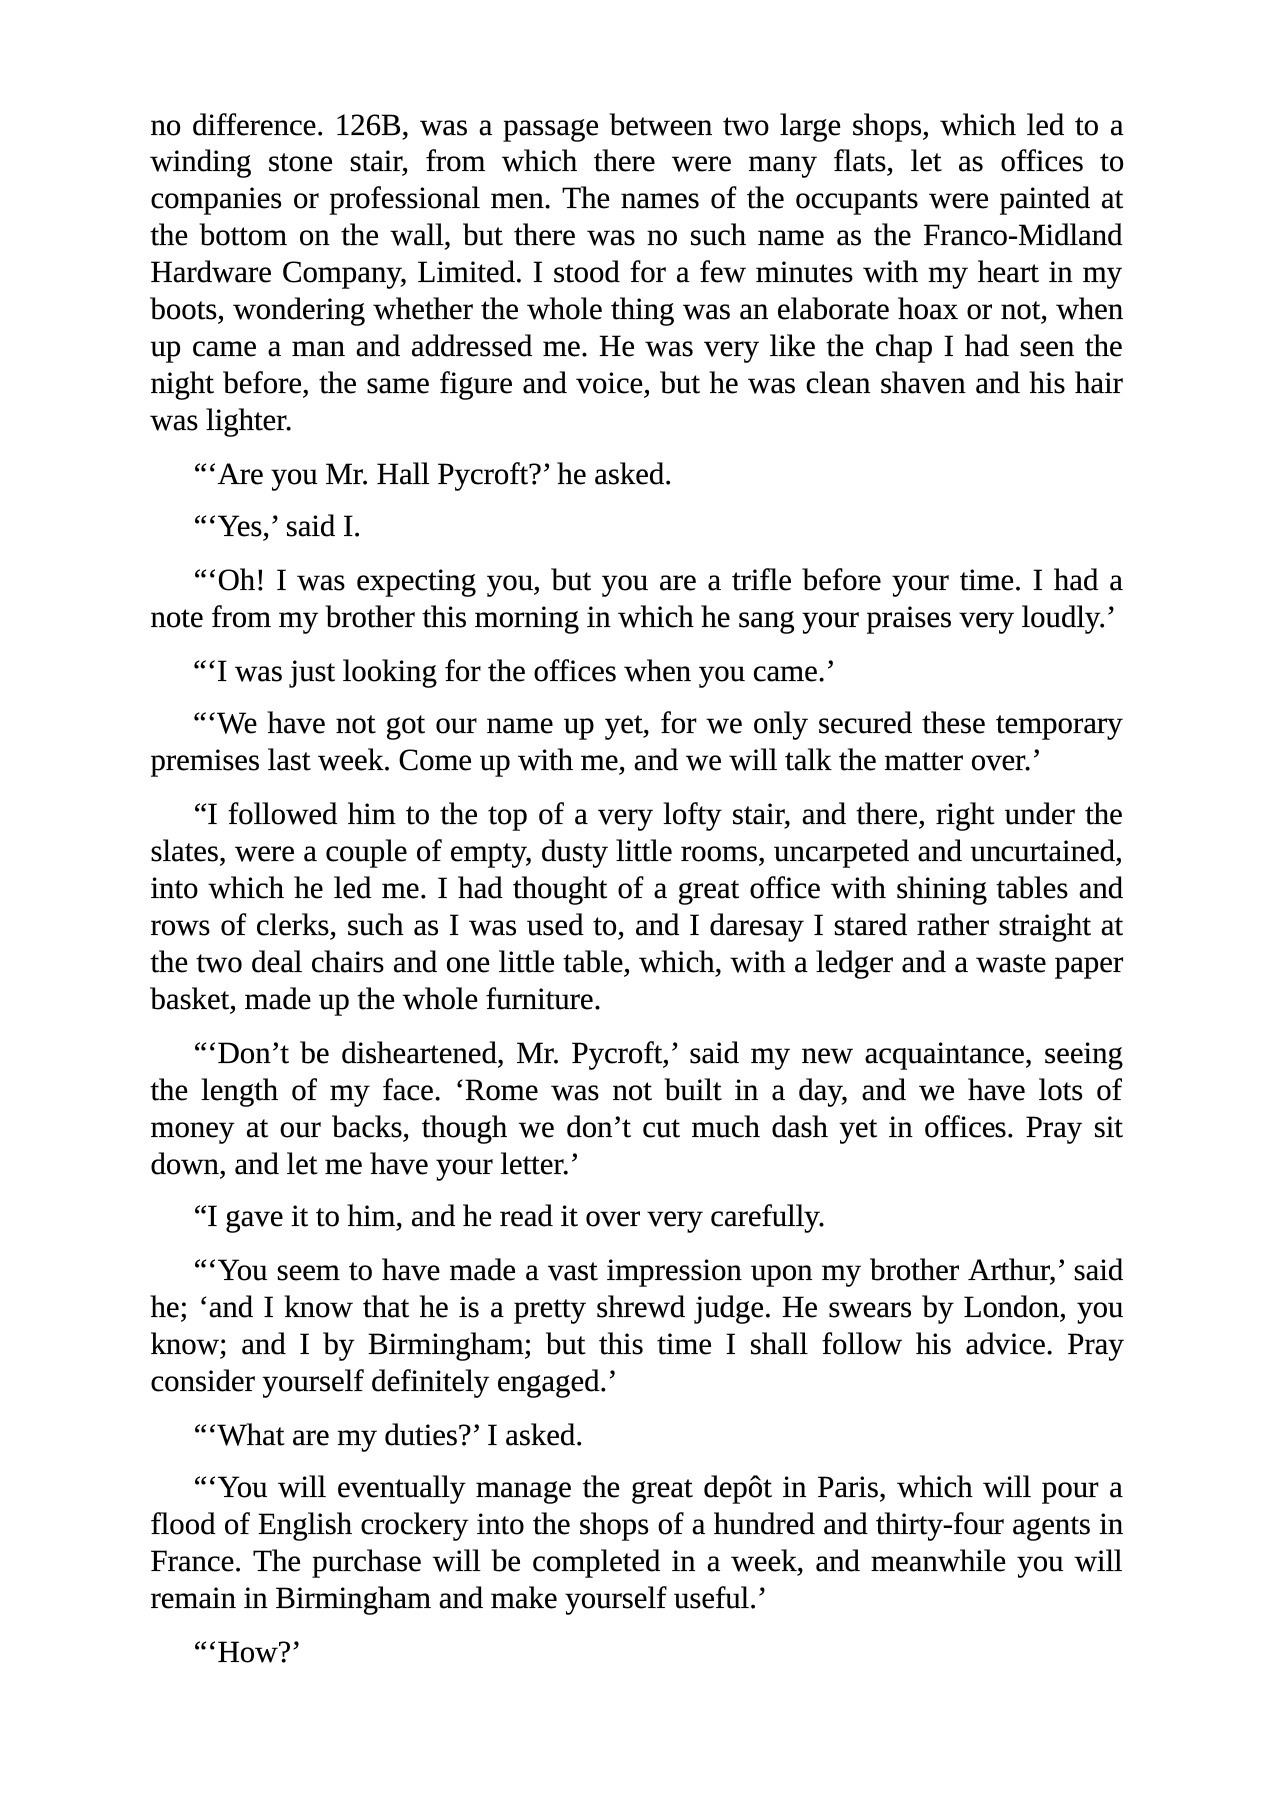 no difference. 126B, was a passage between two large shops, which led to a
winding stone stair, from which there were many flats, let as offices to
companies or professional men. The names of the occupants were painted at
the bottom on the wall, but there was no such name as the Franco-Midland
Hardware Company, Limited. I stood for a few minutes with my heart in my
boots, wondering whether the whole thing was an elaborate hoax or not, when
up came a man and addressed me. He was very like the chap I had seen the
night before, the same figure and voice, but he was clean shaven and his hair
was lighter.
“‘Are you Mr. Hall Pycroft?’ he asked.
“‘Yes,’ said I.
“‘Oh! I was expecting you, but you are a trifle before your time. I had a
note from my brother this morning in which he sang your praises very loudly.’
“‘I was just looking for the offices when you came.’
“‘We have not got our name up yet, for we only secured these temporary
premises last week. Come up with me, and we will talk the matter over.’
“I followed him to the top of a very lofty stair, and there, right under the
slates, were a couple of empty, dusty little rooms, uncarpeted and uncurtained,
into which he led me. I had thought of a great office with shining tables and
rows of clerks, such as I was used to, and I daresay I stared rather straight at
the two deal chairs and one little table, which, with a ledger and a waste paper
basket, made up the whole furniture.
“‘Don’t be disheartened, Mr. Pycroft,’ said my new acquaintance, seeing
the length of my face. ‘Rome was not built in a day, and we have lots of
money at our backs, though we don’t cut much dash yet in offices. Pray sit
down, and let me have your letter.’
“I gave it to him, and he read it over very carefully.
“‘You seem to have made a vast impression upon my brother Arthur,’ said
he; ‘and I know that he is a pretty shrewd judge. He swears by London, you
know; and I by Birmingham; but this time I shall follow his advice. Pray
consider yourself definitely engaged.’
“‘What are my duties?’ I asked.
“‘You will eventually manage the great depôt in Paris, which will pour a
flood of English crockery into the shops of a hundred and thirty-four agents in
France. The purchase will be completed in a week, and meanwhile you will
remain in Birmingham and make yourself useful.’
“‘How?’